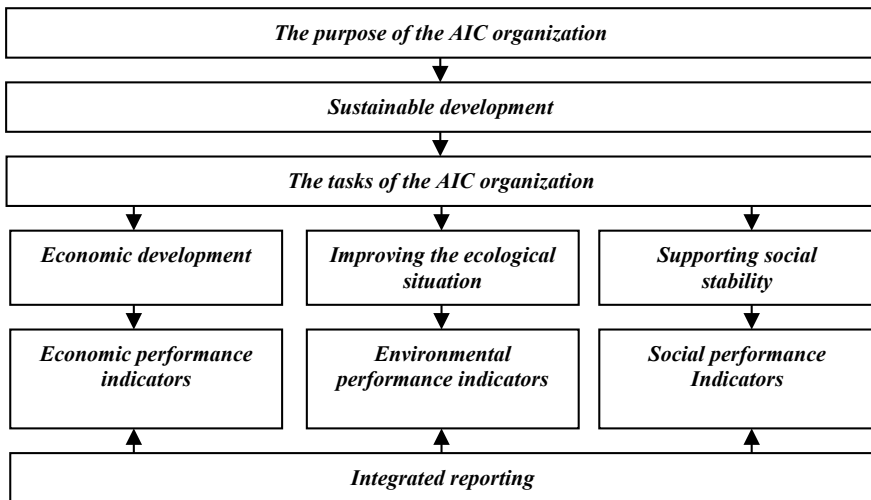 The purpose of the AIC organization
Sustainable development
The tasks of the AIC organization
Economic development
Improving the ecological
situation
Supporting social
stability
Economic performance
indicators
Environmental
performance indicators
Social performance
Indicators
Integrated reporting